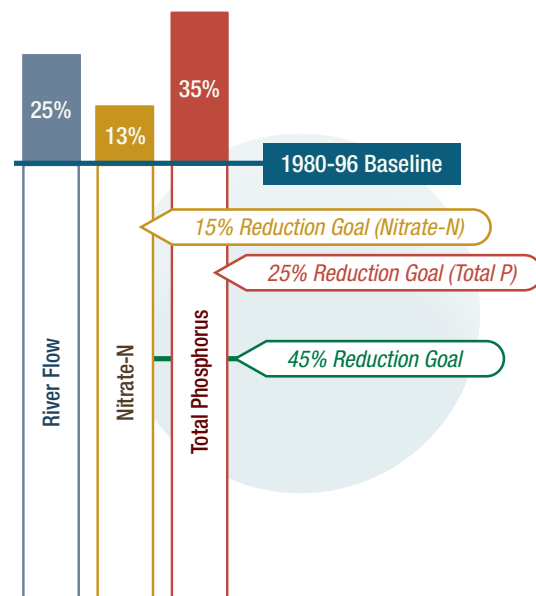 25%
13%
35%
1980-96 Baseline
15% Reduction Goal (Nitrate-N)
25% Reduction Goal (Total P)
45% Reduction Goal
River Flow
Nitrate-N
Total Phosphorus